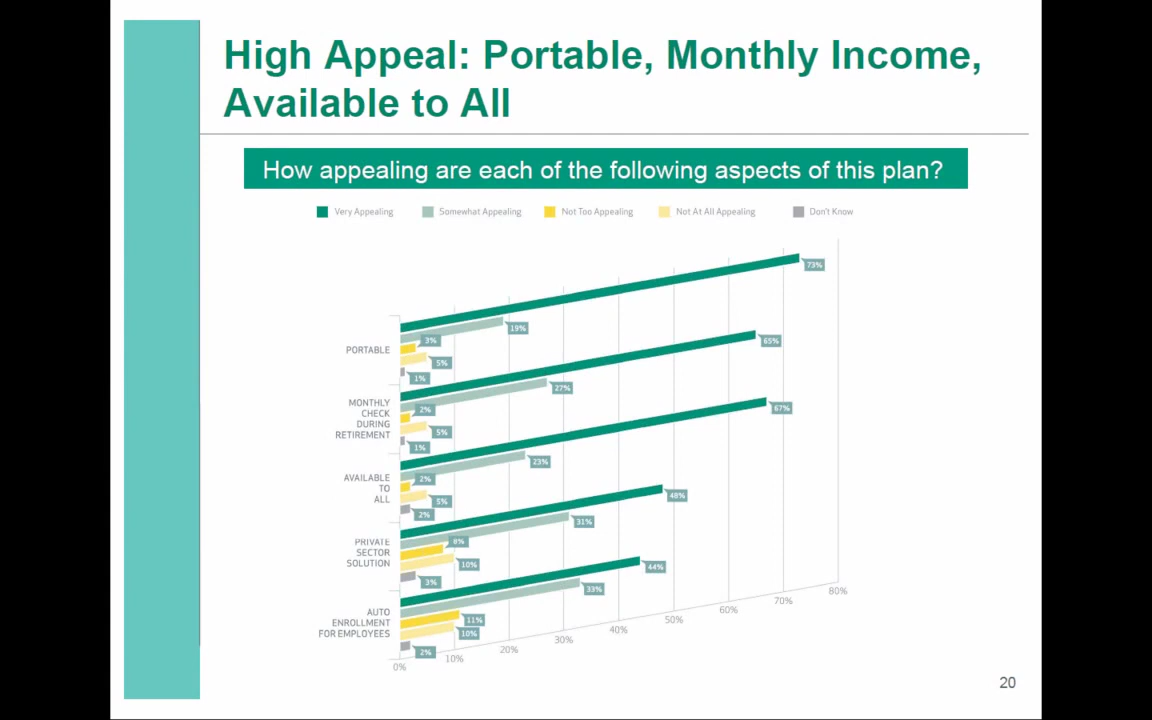 High Appeal: Portable, Monthly Income,
Available to All
How appealing are each of the following aspects of this plan?
Very Appealing
Somewhat Appealing
Not Too Appealing
Not At All Appealing
Don't Know
PORTABLE
73%
19%
3%
5%
1%
MONTHLY
CHECK
DURING
RETIREMENT
65%
27%
2%
5%
1%
AVAILABLE
TO
ALL
67%
23%
2%
5%
2%
PRIVATE
SECTOR
SOLUTION
48%
31%
8%
10%
3%
AUTO
ENROLLMENT
FOR EMPLOYEES
44%
33%
11%
10%
2%
0%
10%
20%
30%
40%
50%
60%
70%
80%
20